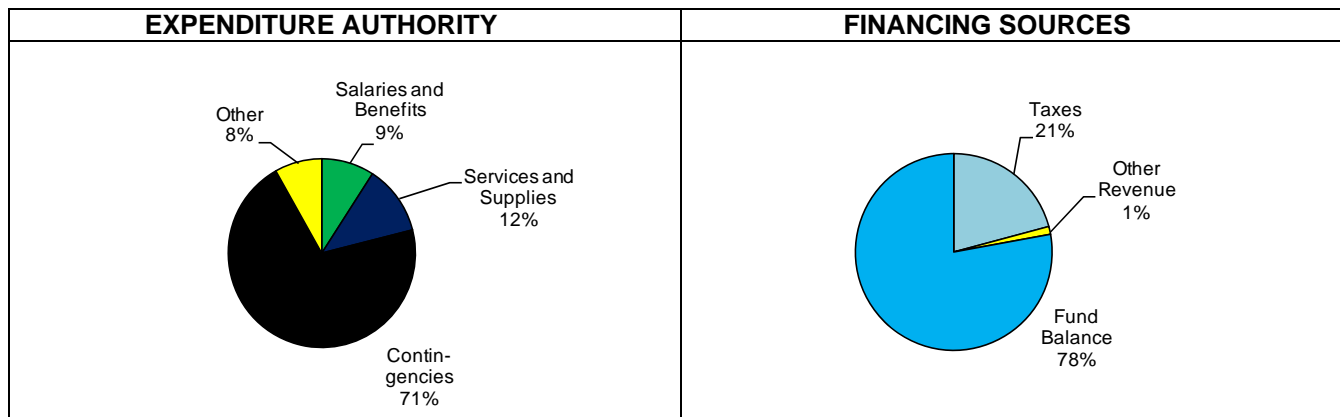 EXPENDITURE AUTHORITY
Other
8%
Salaries and
Benefits
9%
Services and
Supplies
12%
Contin-
gencies
71%
FINANCING SOURCES
Taxes
21%
Other
Revenue
1%
Fund
Balance
78%